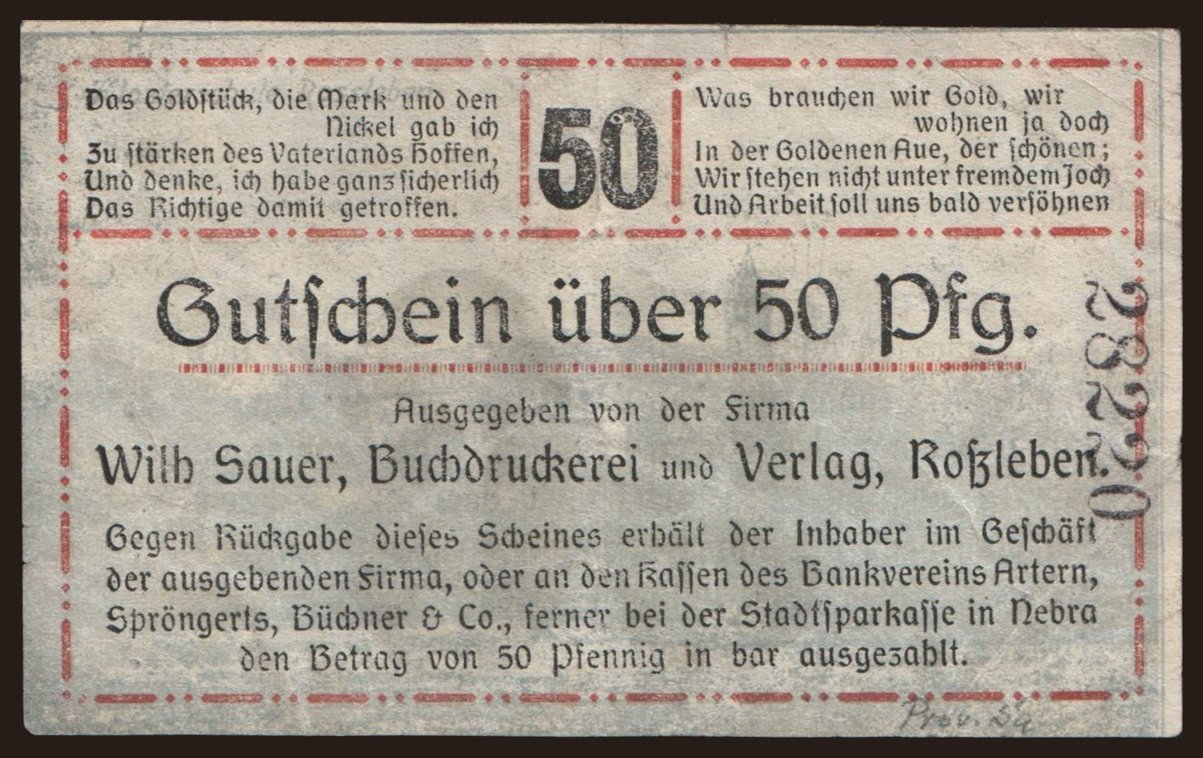 Das Goldstück, die Mark und den
Nickel gab ich
Zu stärken des Vaterlands Hoffen,
Und denke, ich habe ganz sicherlich
Das Richtige damit getroffen.
50
Was brauchen wir Gold, wir
wohnen ja doch
In der Goldenen Aue, der schönen;
Wir stehen nicht unter fremdem Joch
Und Arbeit soll uns bald versöhnen
Gutschein über 50 Pfg.
Ausgegeben von der Firma
Wilh Sauer, Buchdruckerei und Verlag, Roßleben.
Gegen Rückgabe dieses Scheines erhält der Inhaber im Geschäft
der ausgebenden Firma, oder an den Kassen des Bankvereins Artern,
Spröngerts, Büchner & Co., ferner bei der Stadtsparkasse in Nebra
den Betrag von 50 Pfennig in bar ausgezahlt.
28220